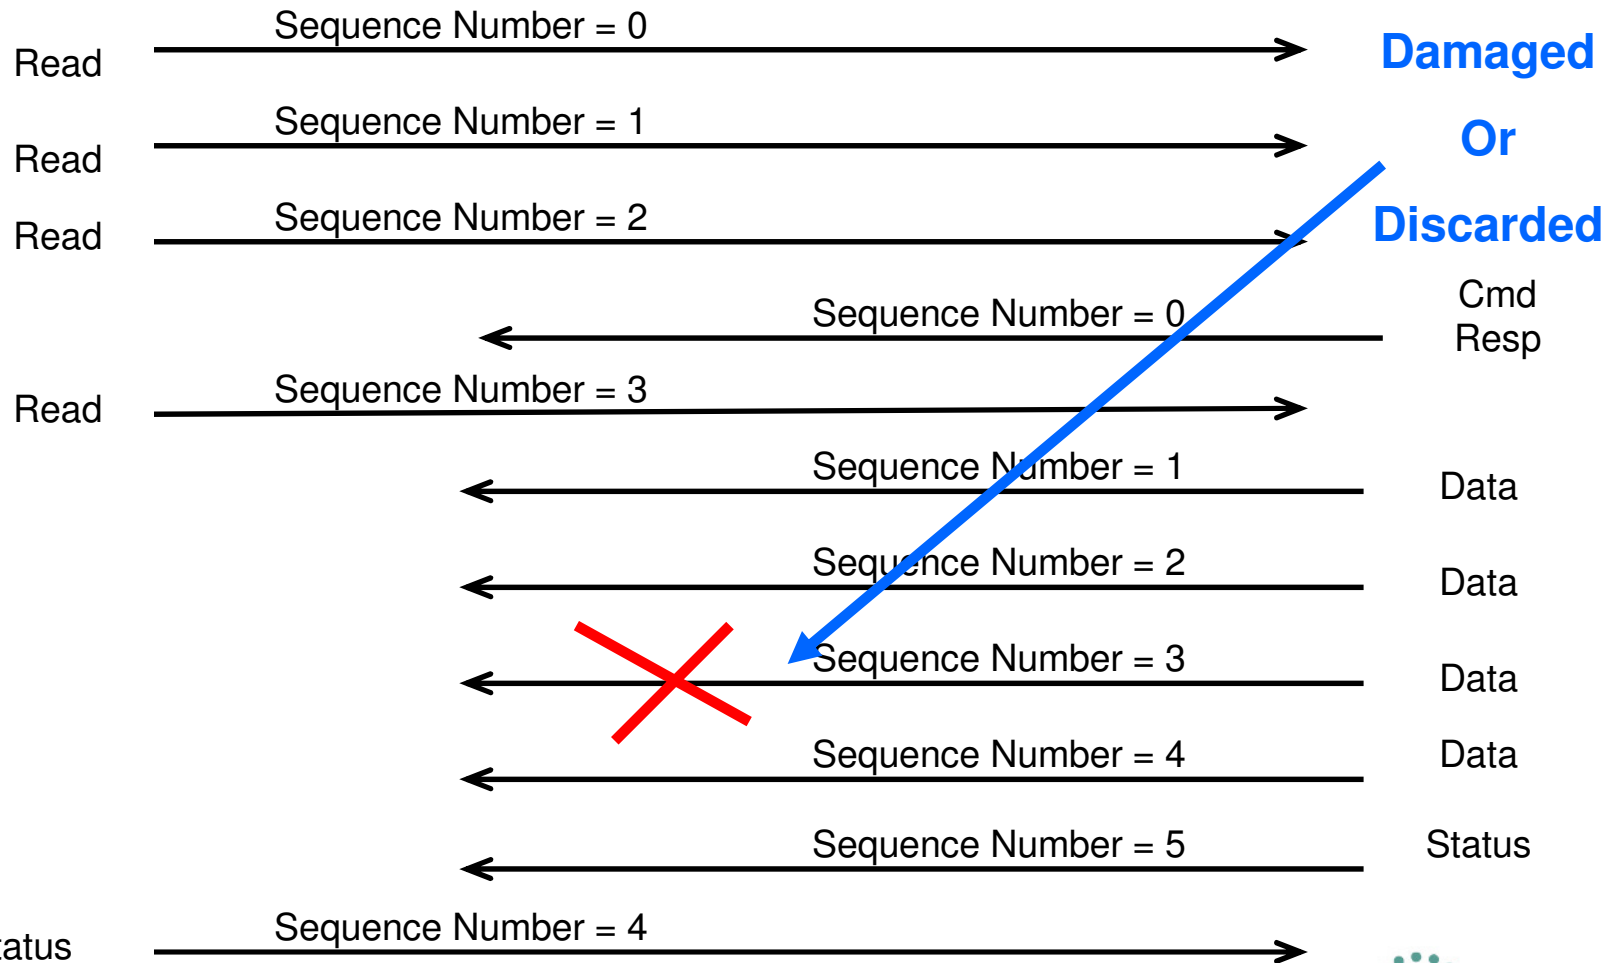 Sequence Number = 0
Read
Damaged
Sequence Number = 1
Read
Or
Sequence Number = 2
Read
Discarded
Sequence Number = 0
Cmd
Resp
Sequence Number = 3
Read
Sequence Number = 1
Data
Sequence Number = 2
Data
Sequence Number = 3
Data
Sequence Number = 4
Data
Sequence Number = 5
Status
Sequence Number = 4
tatus